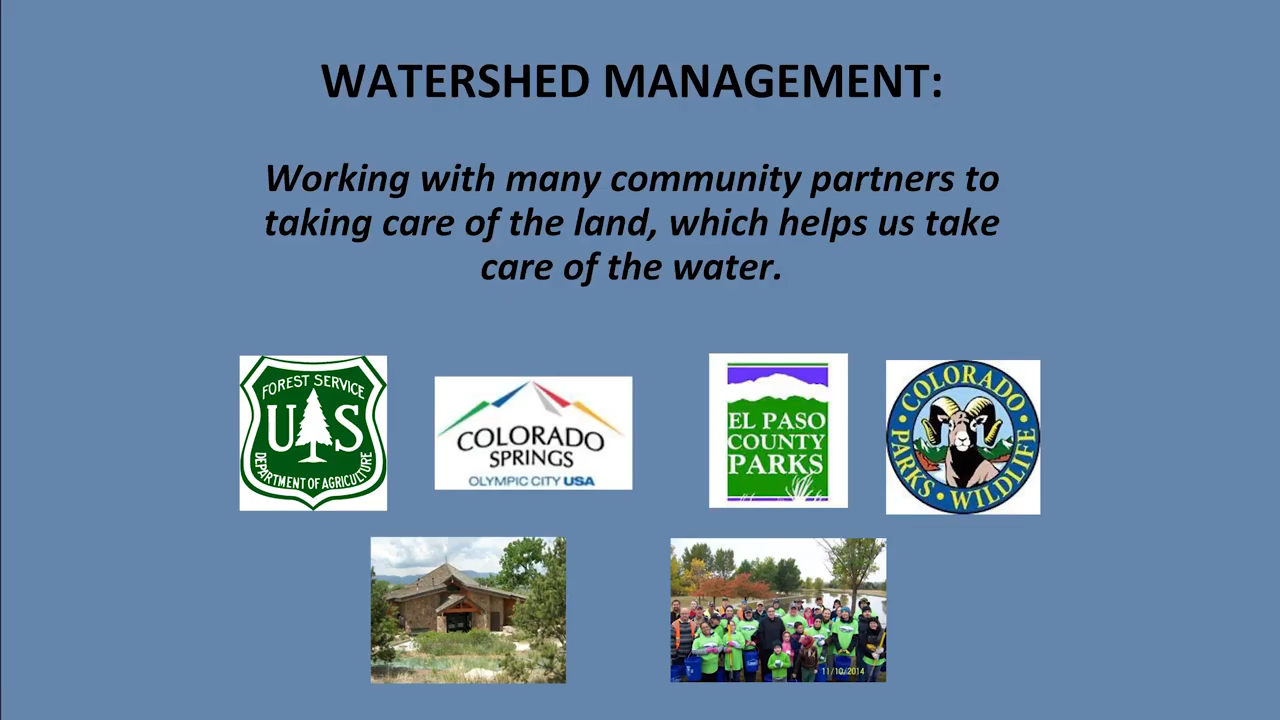 WATERSHED MANAGEMENT:
Working with many community partners to
taking care of the land, which helps us take
care of the water.
FOREST SERVICE
US
DEPARTMENT OF AGRICULTURE
COLORADO
SPRINGS
OLYMPIC CITY USA
EL PASO
COUNTY
PARKS
COLORADO
PARKS • WILDLIFE
11/10/2014